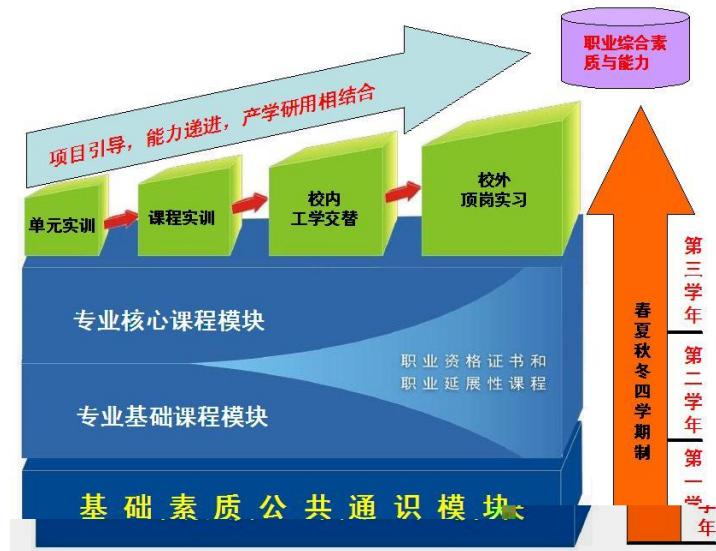 职业综合素
质与能力
项目引导，能力递进，产学研用相结合
单元实训
课程实训
校内
工学交替
校外
顶岗实习
专业核心课程模块
职业资格证书和
职业延展性课程
专业基础课程模块
基础素质公共通识模块
春夏秋冬四学期制
第三学年
第二学年
第一学年